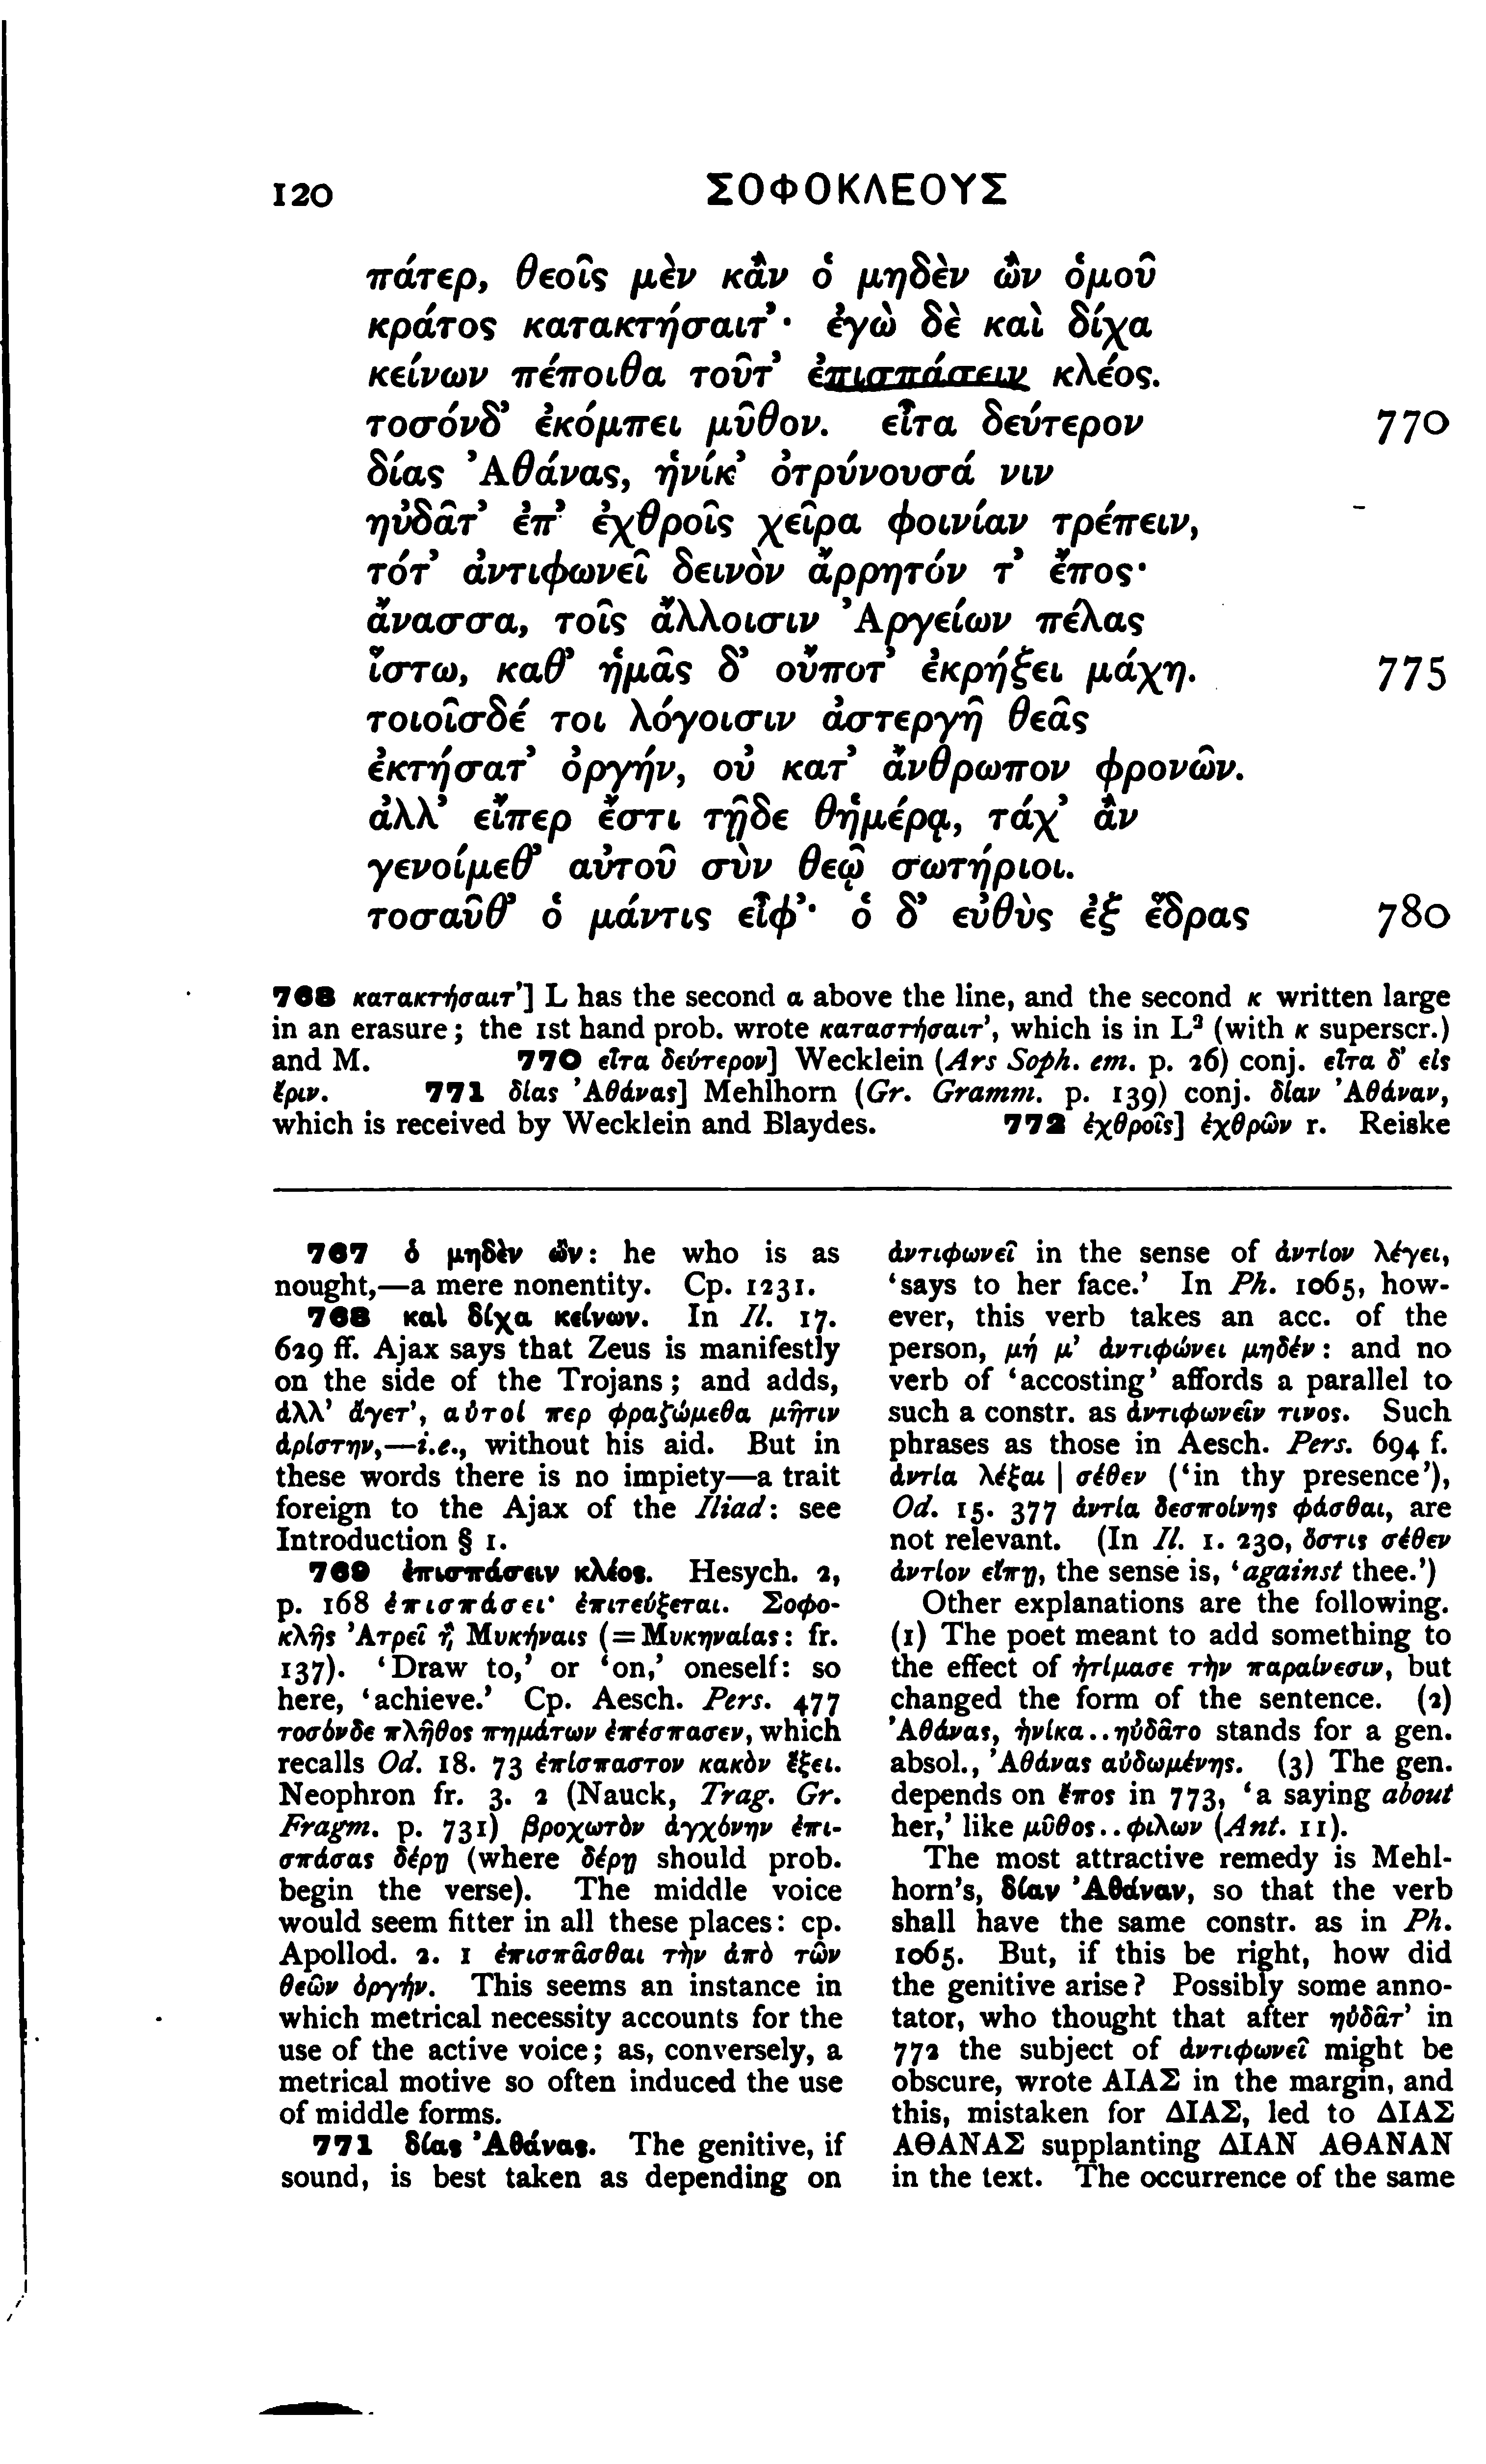 120 ΣΟΦΟΚΛΕΟΥΣ
πάτερ, θεοῖς μὲν κἂν ὁ μηδὲν ὢν ὁμοῦ
κράτος κατακτήσαιτ’· ἐγὼ δὲ καὶ δίχα
κείνων πέποιθα τοῦτ’ ἐπισπάσειν κλέος.
τοσόνδ’ ἐκόμπει μῦθον. εἶτα δεύτερον 770
δίας Ἀθάνας, ἡνίκ’ ὀτρύνουσά νιν
ηὐδᾶτ’ ἐπ’ ἐχθροῖς χεῖρα φοινίαν τρέπειν,
τότ’ ἀντιφωνεῖ δεινὸν ἄρρητόν τ’ ἔπος·
ἄνασσα, τοῖς ἄλλοισιν Ἀργείων πέλας
ἵστω, καθ’ ἡμᾶς δ’ οὔποτ’ ἐκρήξει μάχη. 775
τοιοῖσδέ τοι λόγοισιν ἀστεργῆ θεᾶς
ἐκτήσατ’ ὀργήν, οὐ κατ’ ἄνθρωπον φρονῶν.
ἀλλ’ εἴπερ ἔστι τῇδε θἠμέρᾳ, τάχ’ ἂν
γενοίμεθ’ αὐτοῦ σὺν θεῷ σωτήριοι.
τοσαῦθ’ ὁ μάντις εἶφ’· ὁ δ’ εὐθὺς ἐξ ἕδρας 780
768 κατακτήσαιτ’] L has the second α above the line, and the second κ written large
in an erasure; the 1st hand prob. wrote καταστήσαιτ’, which is in L² (with κ superscr.)
and M. 770 εἶτα δεύτερον] Wecklein (Ars Soph. em. p. 26) conj. εἶτα δ’ εἰς
ἔριν. 771 δίας Ἀθάνας] Mehlhorn (Gr. Gramm. p. 139) conj. δίαν Ἀθάναν,
which is received by Wecklein and Blaydes. 772 ἐχθροῖς] ἐχθρῶν r. Reiske
767 ὁ μηδὲν ὤν: he who is as
nought,—a mere nonentity. Cp. 1231.
768 καὶ δίχα κείνων. In Il. 17.
629 ff. Ajax says that Zeus is manifestly
on the side of the Trojans; and adds,
ἀλλ’ ἄγετ’, αὐτοί περ φραζώμεθα μῆτιν
ἀρίστην,—i.e., without his aid. But in
these words there is no impiety—a trait
foreign to the Ajax of the Iliad: see
Introduction § 1.
769 ἐπισπάσειν κλέος. Hesych. 2,
p. 168 ἐπισπάσει· ἐπιτεύξεται. Σοφο-
κλῆς Ἀτρεῖ ἢ Μυκήναις (=Μυκηναίας: fr.
137). ‘Draw to,’ or ‘on,’ oneself: so
here, ‘achieve.’ Cp. Aesch. Pers. 477
τοσόνδε πλῆθος πημάτων ἐπέσπασεν, which
recalls Od. 18. 73 ἐπίσπαστον κακὸν ἕξει.
Neophron fr. 3. 2 (Nauck, Trag. Gr.
Fragm. p. 731) βροχωτὸν ἀγχόνην ἐπι-
σπάσας δέρῃ (where δέρῃ should prob.
begin the verse). The middle voice
would seem fitter in all these places: cp.
Apollod. 2. 1 ἐπισπᾶσθαι τὴν ἀπὸ τῶν
θεῶν ὀργήν. This seems an instance in
which metrical necessity accounts for the
use of the active voice; as, conversely, a
metrical motive so often induced the use
of middle forms.
771 δίας Ἀθάνας. The genitive, if
sound, is best taken as depending on
ἀντιφωνεῖ in the sense of ἀντίον λέγει,
‘says to her face.’ In Ph. 1065, how-
ever, this verb takes an acc. of the
person, μή μ’ ἀντιφώνει μηδέν: and no
verb of ‘accosting’ affords a parallel to
such a constr. as ἀντιφωνεῖν τινος. Such
phrases as those in Aesch. Pers. 694 f.
ἀντία λέξαι | σέθεν (‘in thy presence’),
Od. 15. 377 ἀντία δεσποίνης φάσθαι, are
not relevant. (In Il. 1. 230, ὅστις σέθεν
ἀντίον εἴπῃ, the sense is, ‘against thee.’)
Other explanations are the following.
(1) The poet meant to add something to
the effect of ἠτίμασε τὴν παραίνεσιν, but
changed the form of the sentence. (2)
Ἀθάνας, ἡνίκα..ηὐδᾶτο stands for a gen.
absol., Ἀθάνας αὐδωμένης. (3) The gen.
depends on ἔπος in 773, ‘a saying about
her,’ like μῦθος..φίλων (Ant. 11).
The most attractive remedy is Mehl-
horn’s, δίαν Ἀθάναν, so that the verb
shall have the same constr. as in Ph.
1065. But, if this be right, how did
the genitive arise? Possibly some anno-
tator, who thought that after ηὐδᾶτ’ in
772 the subject of ἀντιφωνεῖ might be
obscure, wrote ΑΙΑΣ in the margin, and
this, mistaken for ΔΙΑΣ, led to ΔΙΑΣ
ΑΘΑΝΑΣ supplanting ΔΙΑΝ ΑΘΑΝΑΝ
in the text. The occurrence of the same